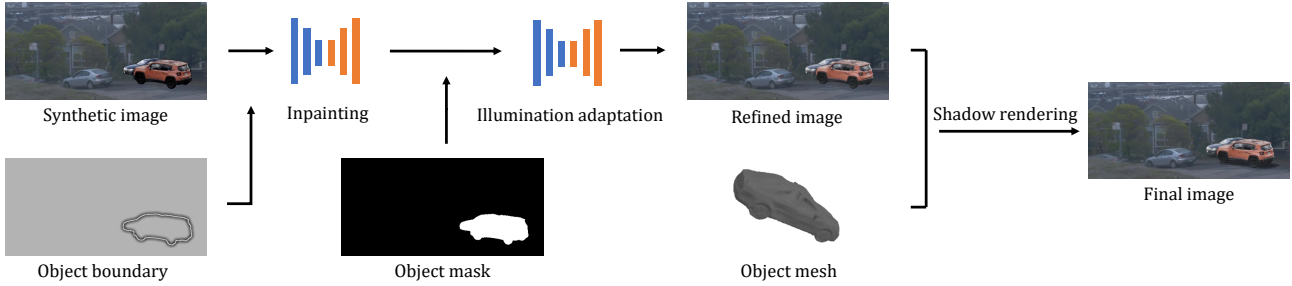 Synthetic image
Inpainting
Illumination adaptation
Refined image
Shadow rendering
Final image
Object boundary
Object mask
Object mesh